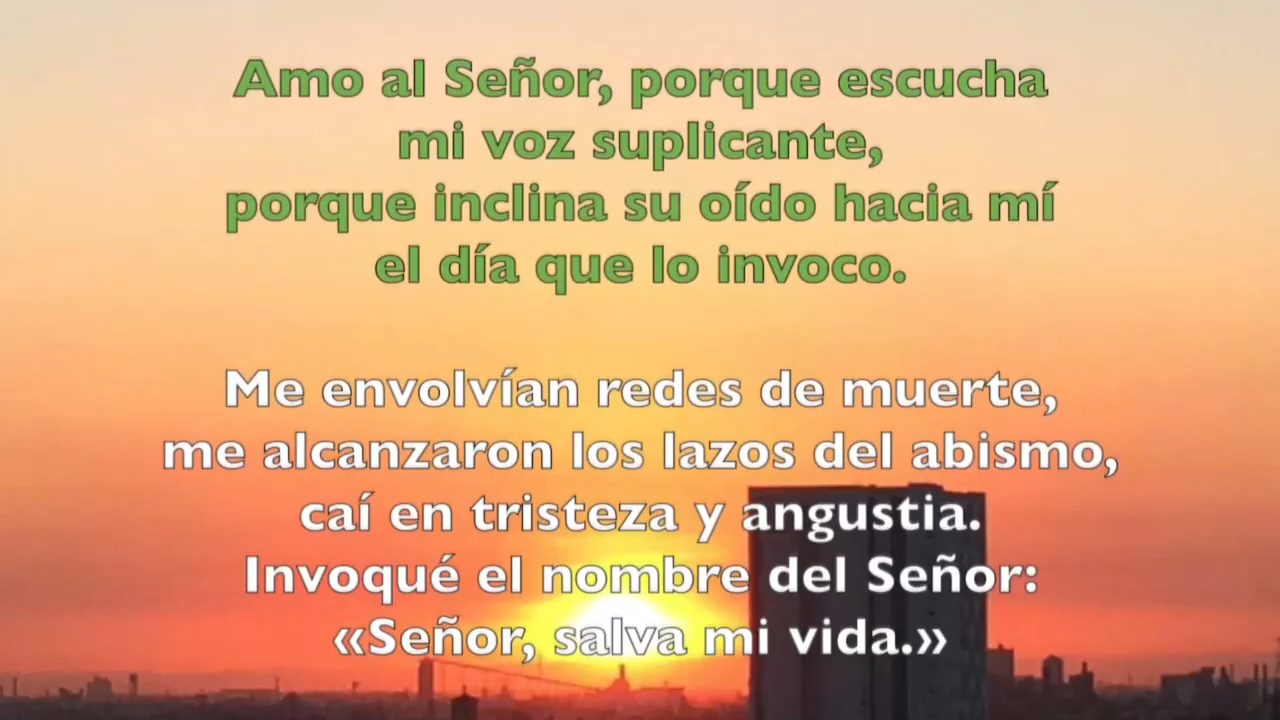 Amo al Señor, porque escucha
mi voz suplicante,
porque inclina su oído hacia mí
el día que lo invoco.
Me envolvían redes de muerte,
me alcanzaron los lazos del abismo,
caí en tristeza y angustia.
Invoqué el nombre del Señor:
«Señor, salva mi vida.»